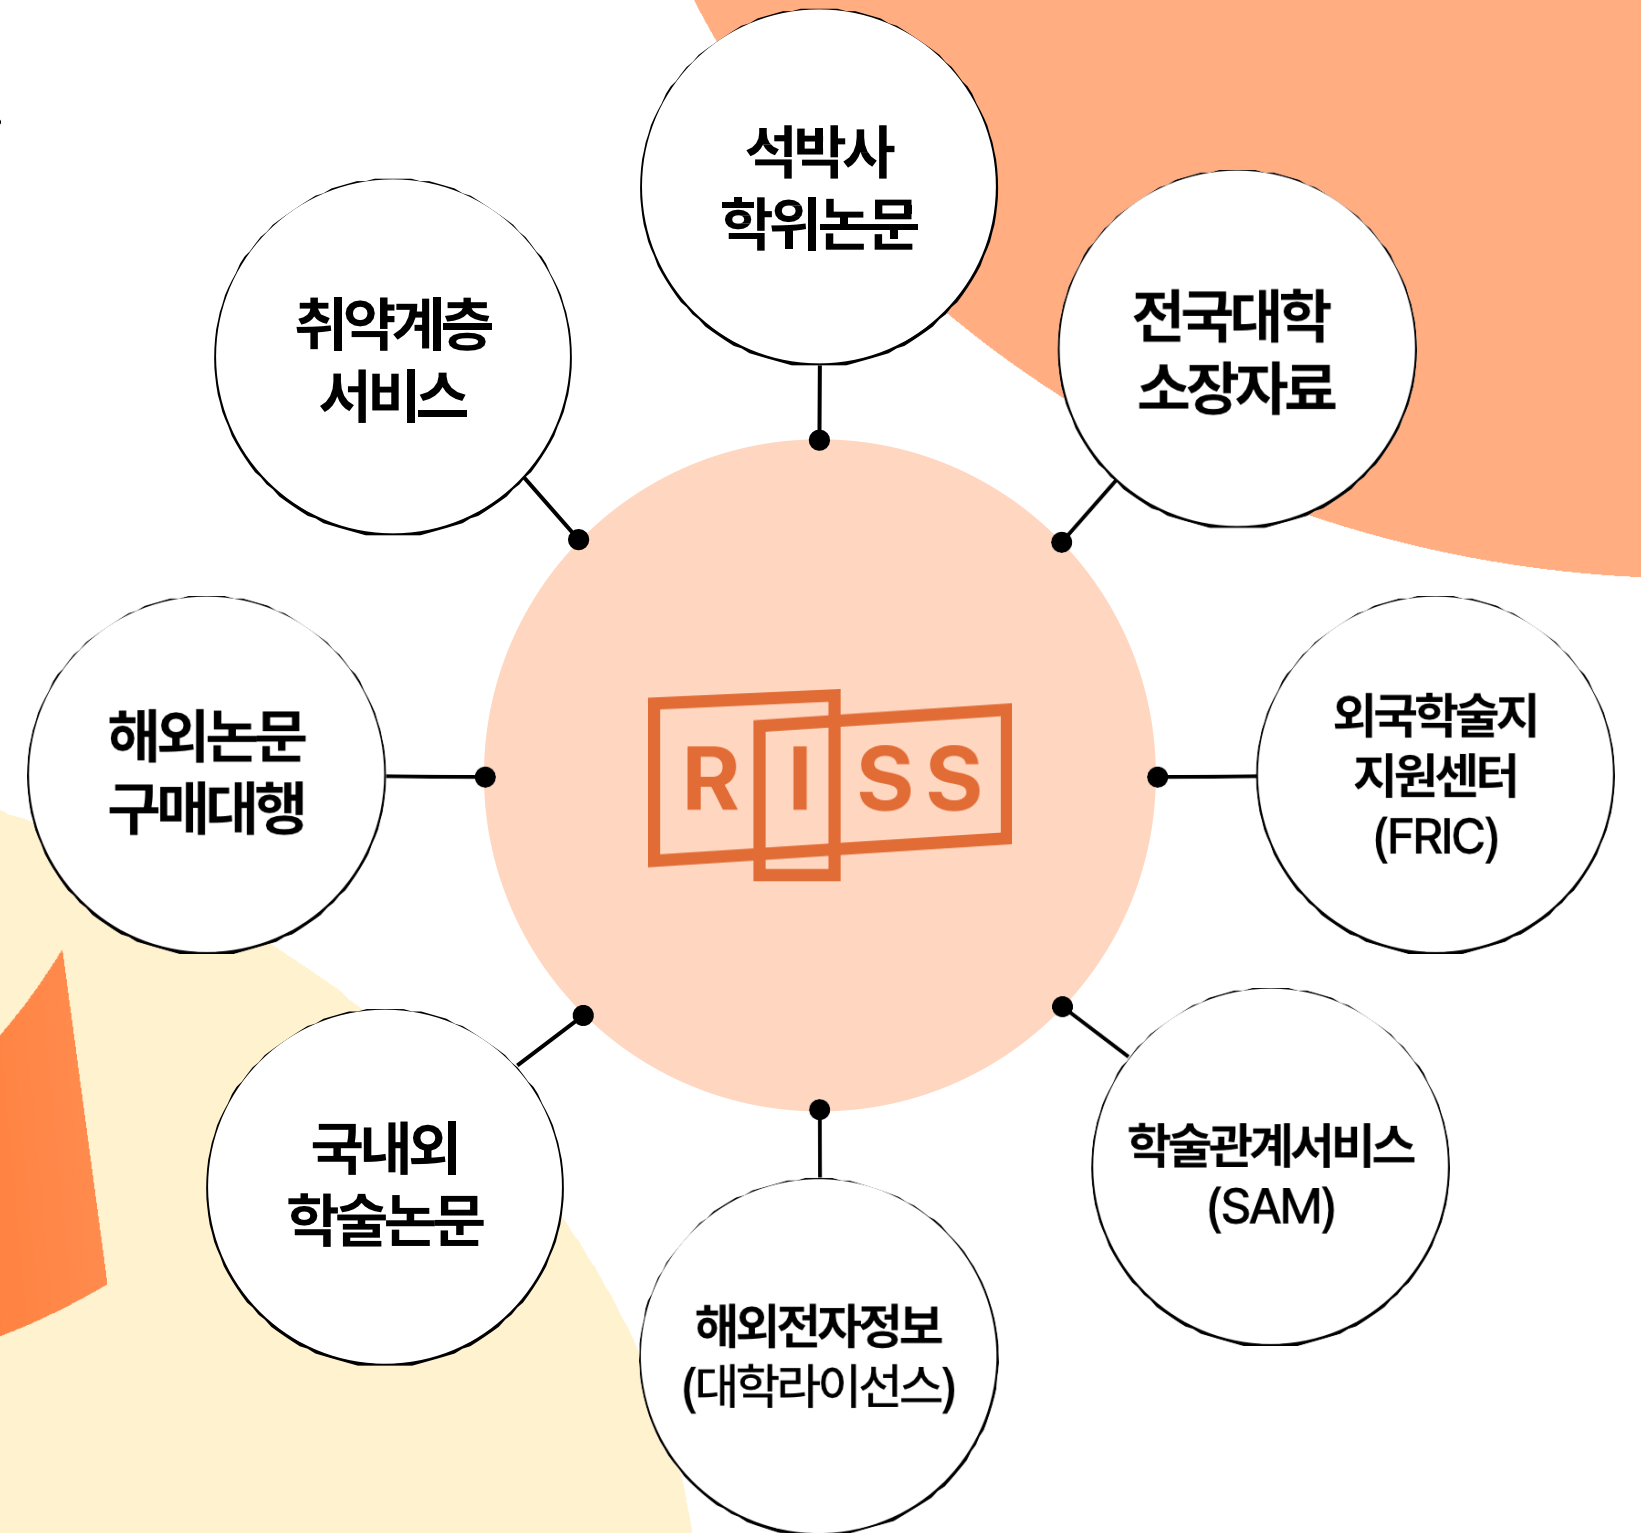 석박사
학위논문
취약계층
서비스
전국대학
소장자료
해외논문
구매대행
RISS
외국학술지
지원센터
(FRIC)
국내외
학술논문
학술관계서비스
(SAM)
해외전자정보
(대학라이선스)